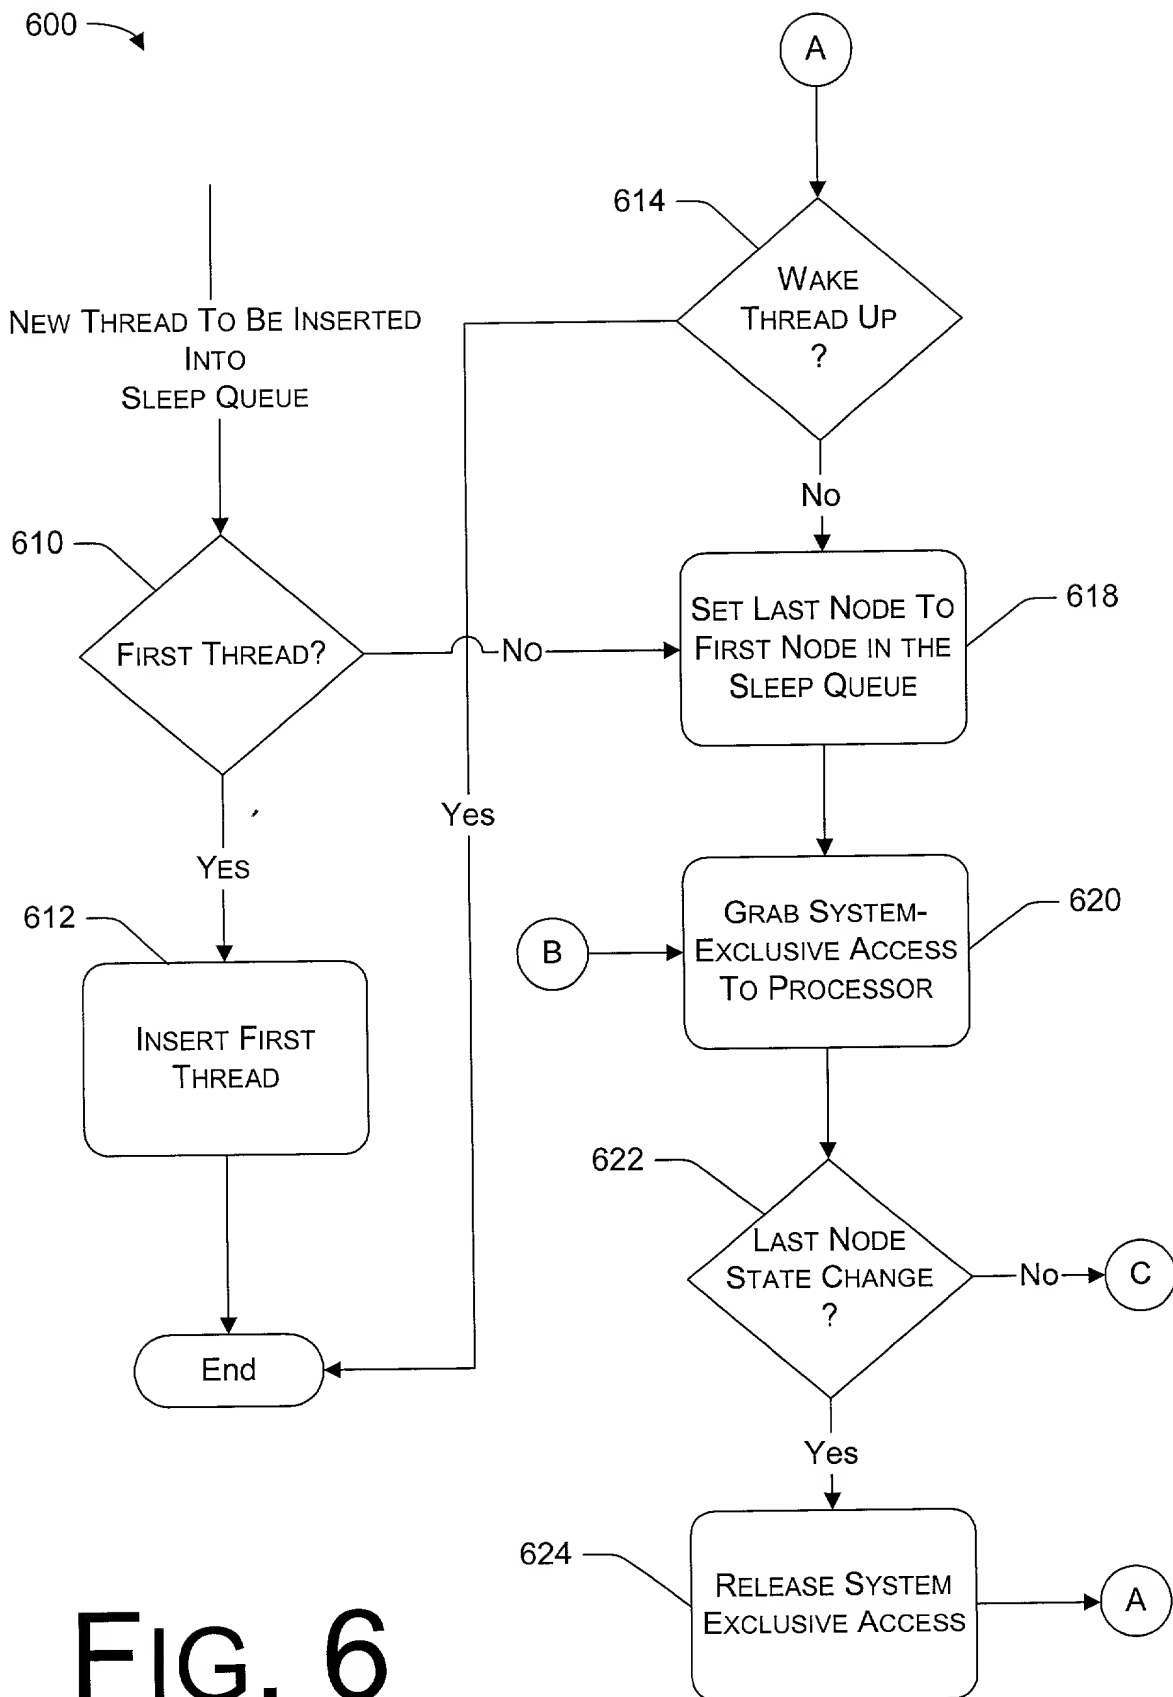 600
A
614
WAKE
THREAD UP
?
NEW THREAD TO BE INSERTED
INTO
SLEEP QUEUE
No
610
FIRST THREAD?
No
SET LAST NODE TO
FIRST NODE IN THE
SLEEP QUEUE
618
Yes
YES
612
INSERT FIRST
THREAD
B
GRAB SYSTEM-
EXCLUSIVE ACCESS
TO PROCESSOR
620
622
LAST NODE
STATE CHANGE
?
No
C
End
Yes
624
RELEASE SYSTEM
EXCLUSIVE ACCESS
A
FIG. 6